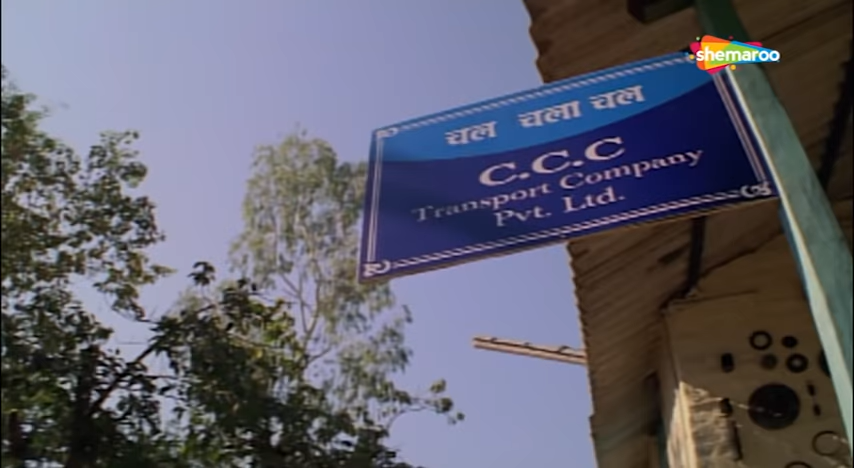 shemaroo
चल चला चल
C.C.C
Transport Company
Pvt. Ltd.